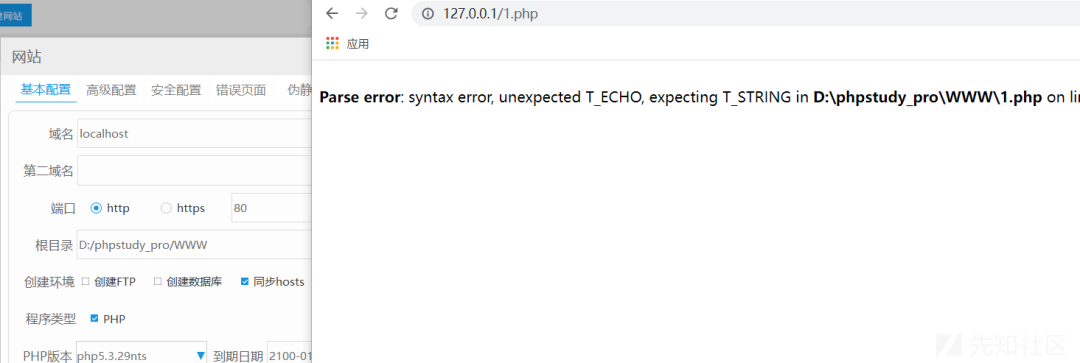 网站
127.0.0.1/1.php
应用
网站
基本配置 高级配置 安全配置 错误页面 伪静
Parse error: syntax error, unexpected T_ECHO, expecting T_STRING in D:\phpstudy_pro\WWW\1.php on li
域名 localhost
第二域名
端口 http https 80
根目录 D:/phpstudy_pro/WWW
创建环境 创建FTP 创建数据库 同步hosts
程序类型 PHP
PHP版本 php5.3.29nts 到期日期 2100-01
先知社区